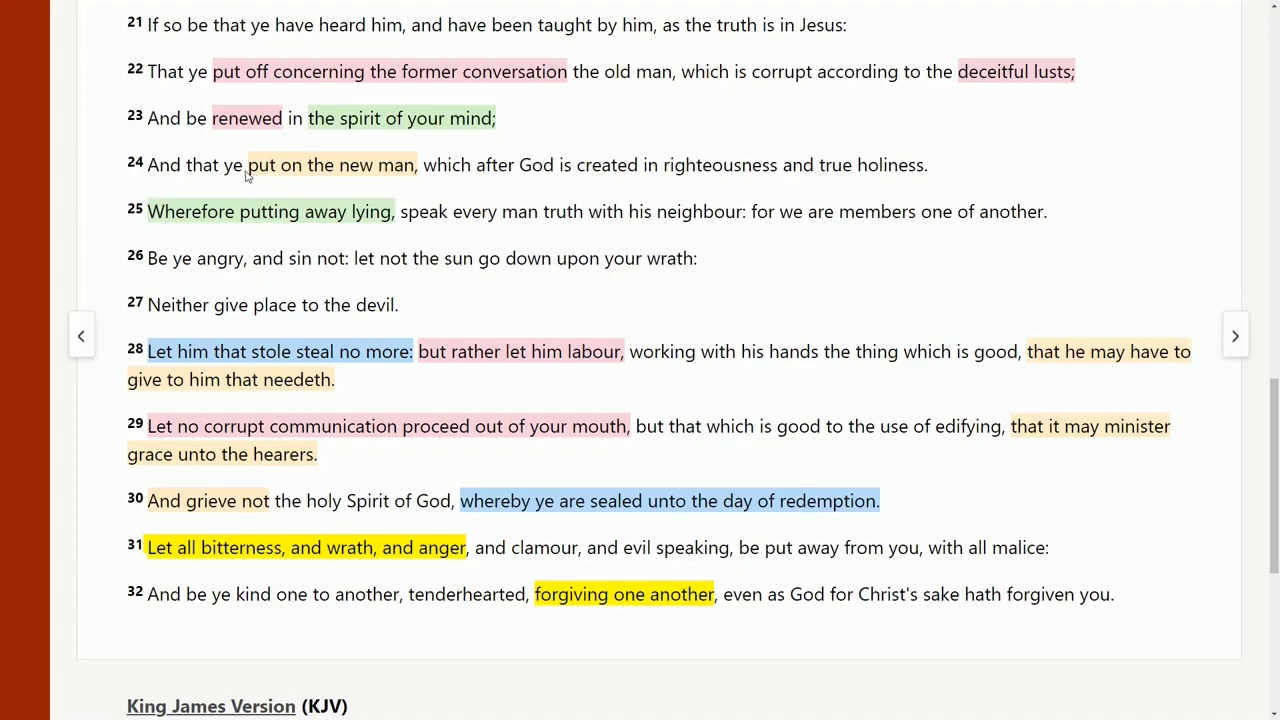 21 If so be that ye have heard him, and have been taught by him, as the truth is in Jesus:
22 That ye put off concerning the former conversation the old man, which is corrupt according to the deceitful lusts;
23 And be renewed in the spirit of your mind;
24 And that ye put on the new man, which after God is created in righteousness and true holiness.
25 Wherefore putting away lying, speak every man truth with his neighbour: for we are members one of another.
26 Be ye angry, and sin not: let not the sun go down upon your wrath:
27 Neither give place to the devil.
28 Let him that stole steal no more: but rather let him labour, working with his hands the thing which is good, that he may have to
give to him that needeth.
29 Let no corrupt communication proceed out of your mouth, but that which is good to the use of edifying, that it may minister
grace unto the hearers.
30 And grieve not the holy Spirit of God, whereby ye are sealed unto the day of redemption.
31 Let all bitterness, and wrath, and anger, and clamour, and evil speaking, be put away from you, with all malice:
32 And be ye kind one to another, tenderhearted, forgiving one another, even as God for Christ's sake hath forgiven you.
King James Version (KJV)